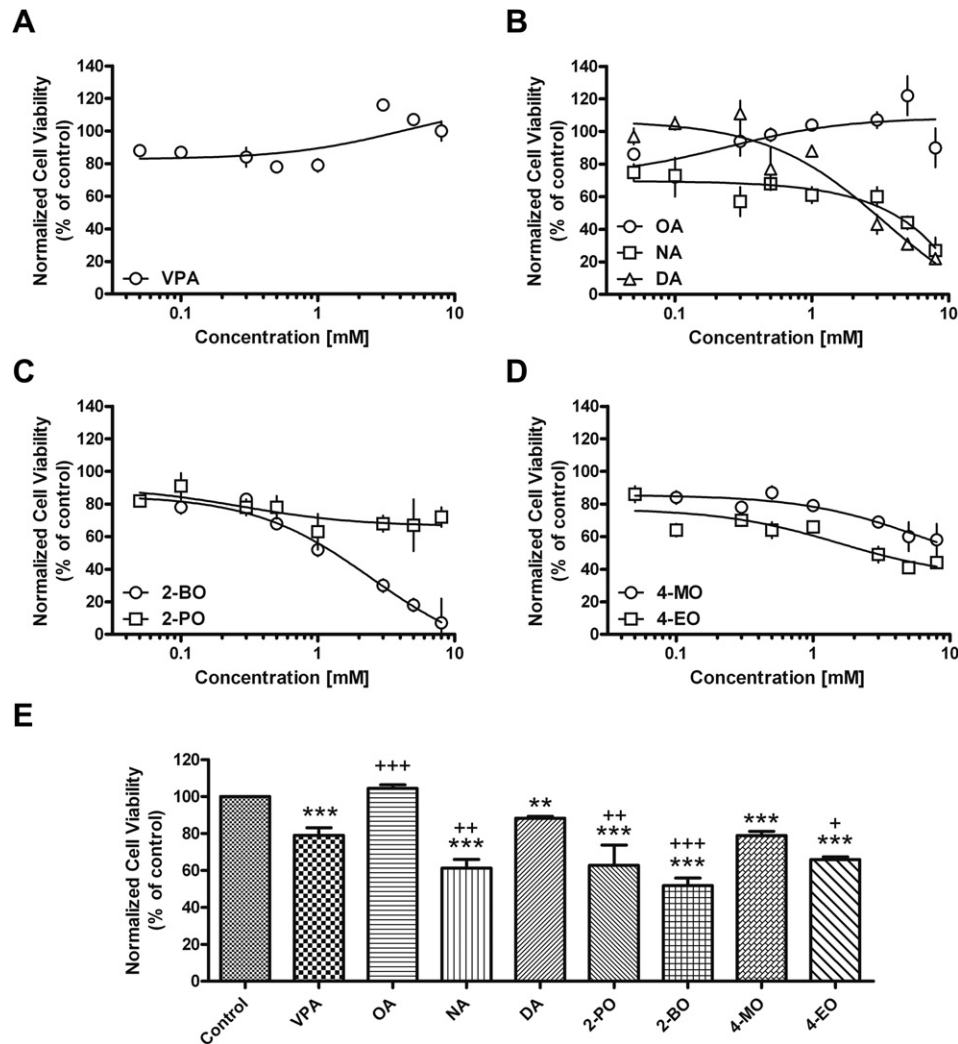 A
Normalized Cell Viability
(% of control)
140
120
100
80
60
40
20
0
VPA
0.1
1
10
Concentration [mM]
B
Normalized Cell Viability
(% of control)
140
120
100
80
60
40
20
0
OA
NA
DA
0.1
1
10
Concentration [mM]
C
Normalized Cell Viability
(% of control)
140
120
100
80
60
40
20
0
2-BO
2-PO
0.1
1
10
Concentration [mM]
D
Normalized Cell Viability
(% of control)
140
120
100
80
60
40
20
0
4-MO
4-EO
0.1
1
10
Concentration [mM]
E
Normalized Cell Viability
(% of control)
120
100
80
60
40
20
0
***
+++
++
***
**
++
***
+++
***
***
+
***
Control
VPA
OA
NA
DA
2-PO
2-BO
4-MO
4-EO